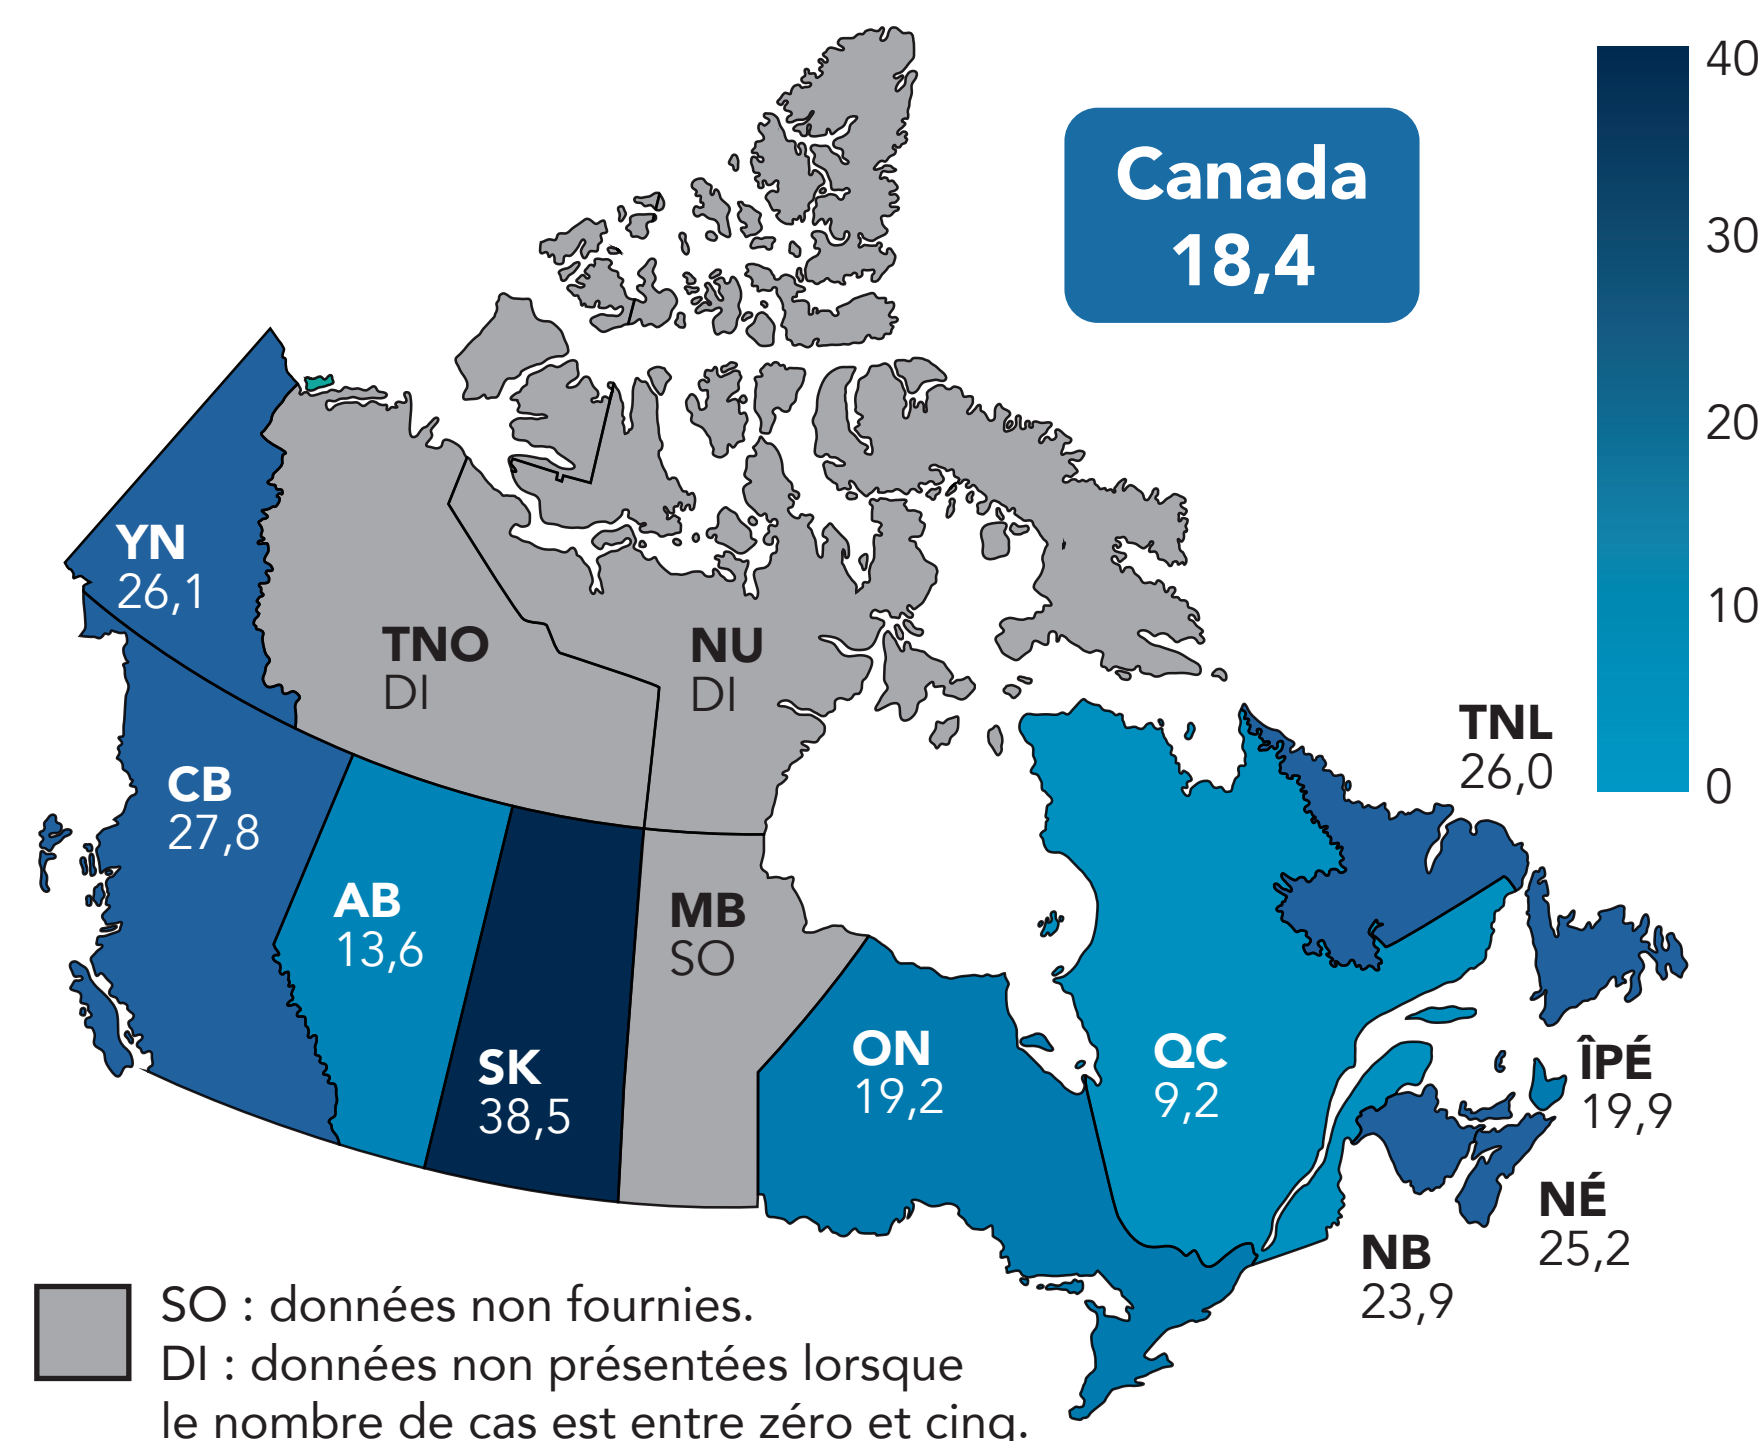 Canada
18,4
40
30
20
10
0
YN
26,1
TNO
DI
NU
DI
TNL
26,0
CB
27,8
AB
13,6
MB
SO
SK
38,5
ON
19,2
QC
9,2
ÎPÉ
19,9
NÉ
25,2
NB
23,9
SO : données non fournies.
DI : données non présentées lorsque
le nombre de cas est entre zéro et cinq.